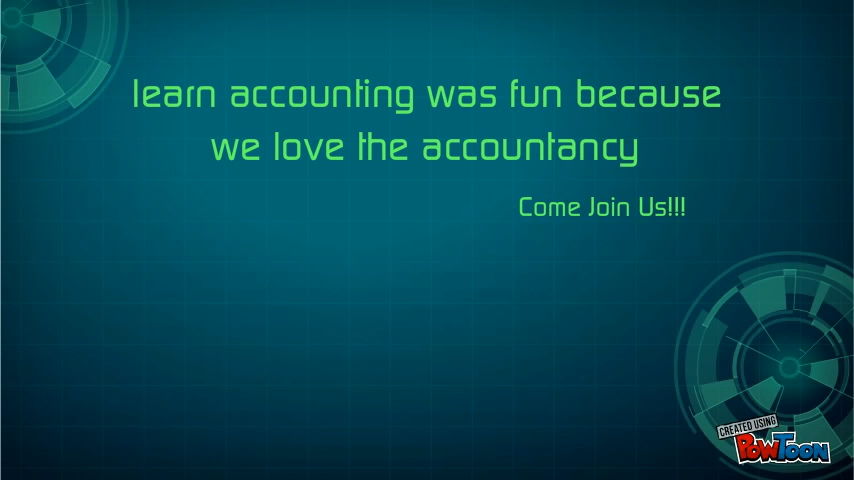 learn accounting was fun because
we love the accountancy
Come Join Us!!!
CREATED USING
POWTOON